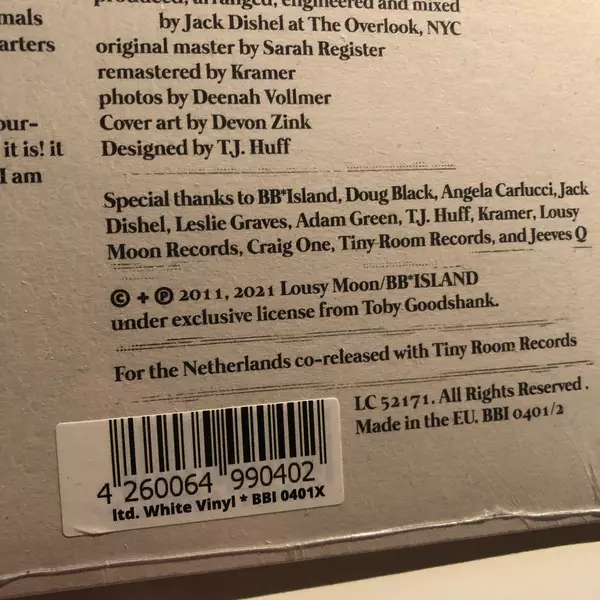 produced, arranged, engineered and mixed
by Jack Dishel at The Overlook, NYC
original master by Sarah Register
remastered by Kramer
photos by Deenah Vollmer
Cover art by Devon Zink
Designed by T.J. Huff
mals
arters
our-
it is! it
I am
Special thanks to BB*Island, Doug Black, Angela Carlucci, Jack
Dishel, Leslie Graves, Adam Green, T.J. Huff, Kramer, Lousy
Moon Records, Craig One, Tiny Room Records, and Jeeves Q
© + ℗ 2011, 2021 Lousy Moon/BB*ISLAND
under exclusive license from Toby Goodshank.
For the Netherlands co-released with Tiny Room Records
LC 52171. All Rights Reserved.
Made in the EU. BBI 0401/2
4 260064 990402
ltd. White Vinyl * BBI 0401X